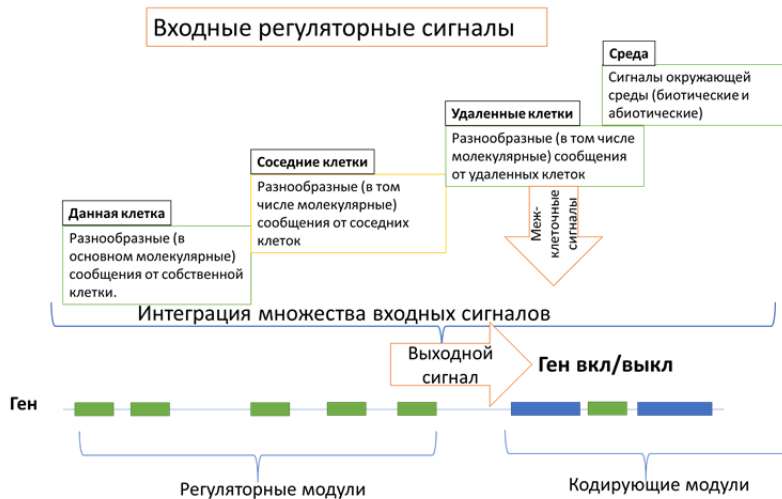 Входные регуляторные сигналы
Среда
Сигналы окружающей
среды (биотические и
абиотические)
Удаленные клетки
Разнообразные (в том числе
молекулярные) сообщения
от удаленных клеток
Соседние клетки
Разнообразные (в том
числе молекулярные)
сообщения от соседних
клеток
Данная клетка
Разнообразные (в
основном молекулярные)
сообщения от собственной
клетки.
Меж-
клеточные
сигналы
Интеграция множества входных сигналов
Выходной
сигнал
Ген вкл/выкл
Ген
Регуляторные модули
Кодирующие модули